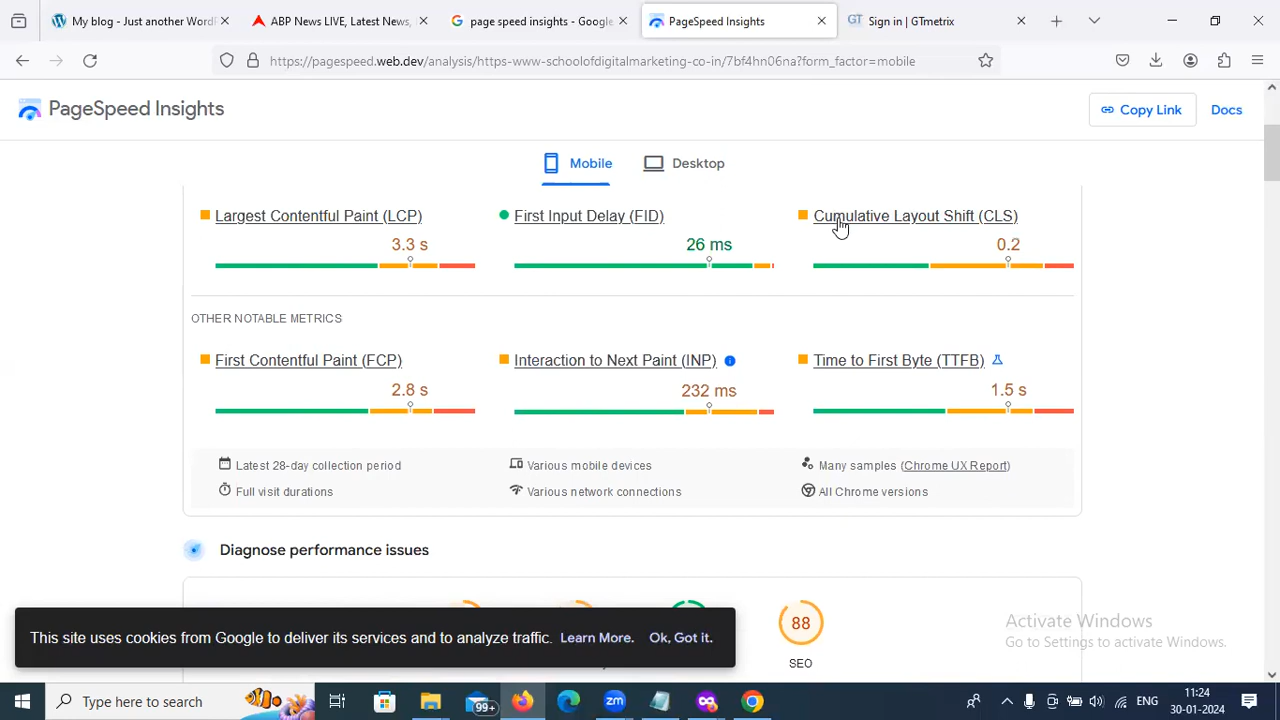 My blog - Just another Word
ABP News LIVE, Latest News,
page speed insights - Google
PageSpeed Insights
GT Sign in | GTmetrix
https://pagespeed.web.dev/analysis/https-www-schoolofdigitalmarketing-co-in/7bf4hn06na?form_factor=mobile
PageSpeed Insights
Copy Link
Docs
Mobile
Desktop
Largest Contentful Paint (LCP)
First Input Delay (FID)
Cumulative Layout Shift (CLS)
3.3 s
26 ms
0.2
OTHER NOTABLE METRICS
First Contentful Paint (FCP)
Interaction to Next Paint (INP)
Time to First Byte (TTFB)
2.8 s
232 ms
1.5 s
Latest 28-day collection period
Various mobile devices
Many samples (Chrome UX Report)
Full visit durations
Various network connections
All Chrome versions
Diagnose performance issues
88
SEO
This site uses cookies from Google to deliver its services and to analyze traffic. Learn More. Ok, Got it.
Activate Windows
Go to Settings to activate Windows.
Type here to search
99+
zm
ENG
11:24
30-01-2024